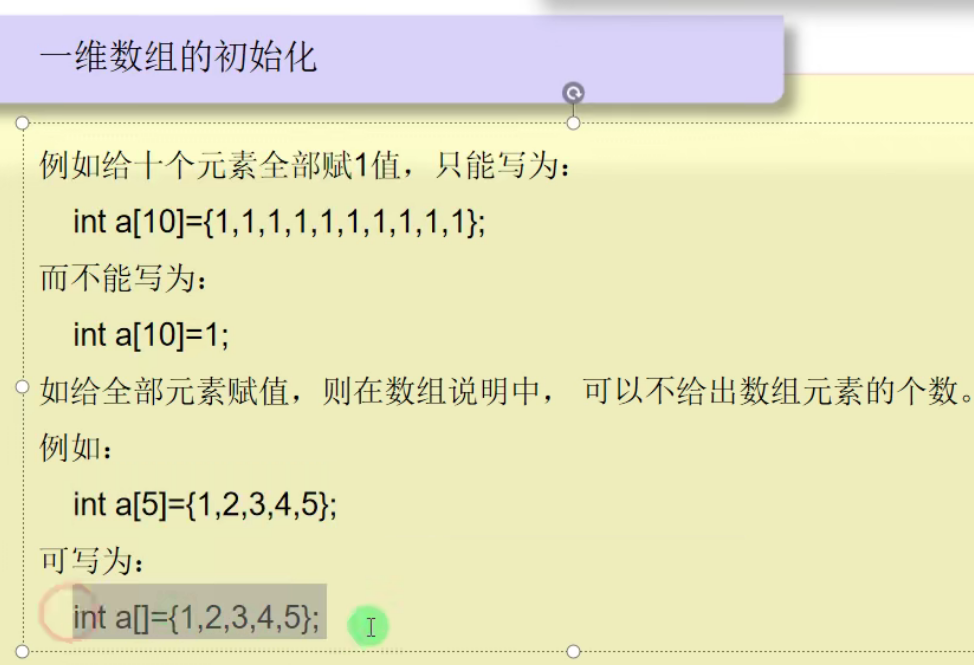 一维数组的初始化
例如给十个元素全部赋1值，只能写为：
int a[10]={1,1,1,1,1,1,1,1,1,1};
而不能写为：
int a[10]=1;
如给全部元素赋值，则在数组说明中， 可以不给出数组元素的个数。
例如：
int a[5]={1,2,3,4,5};
可写为：
int a[]={1,2,3,4,5};